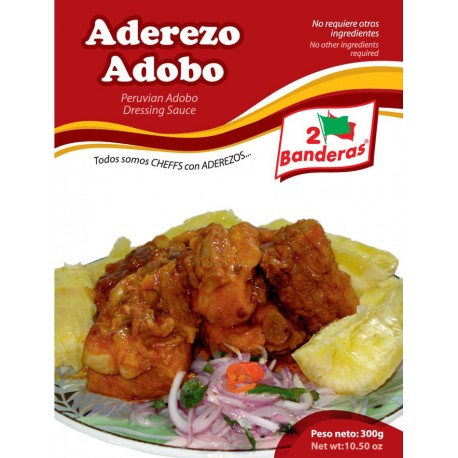 Aderezo
Adobo
Peruvian Adobo
Dressing Sauce
No requiere otros
ingredientes
No other ingredients
required
2
Banderas®
Todos somos CHEFFS con ADEREZOS...
Peso neto: 300g
Net wt:10.50 oz